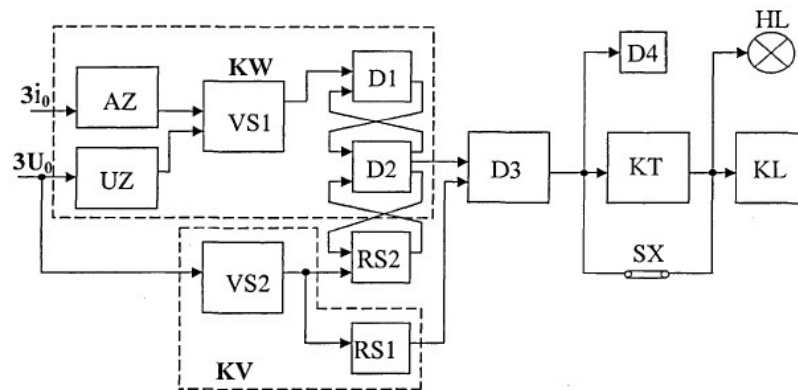 HL
KW
D1
D4
3i₀
AZ
VS1
3U₀
UZ
D2
D3
KT
KL
RS2
SX
VS2
RS1
KV